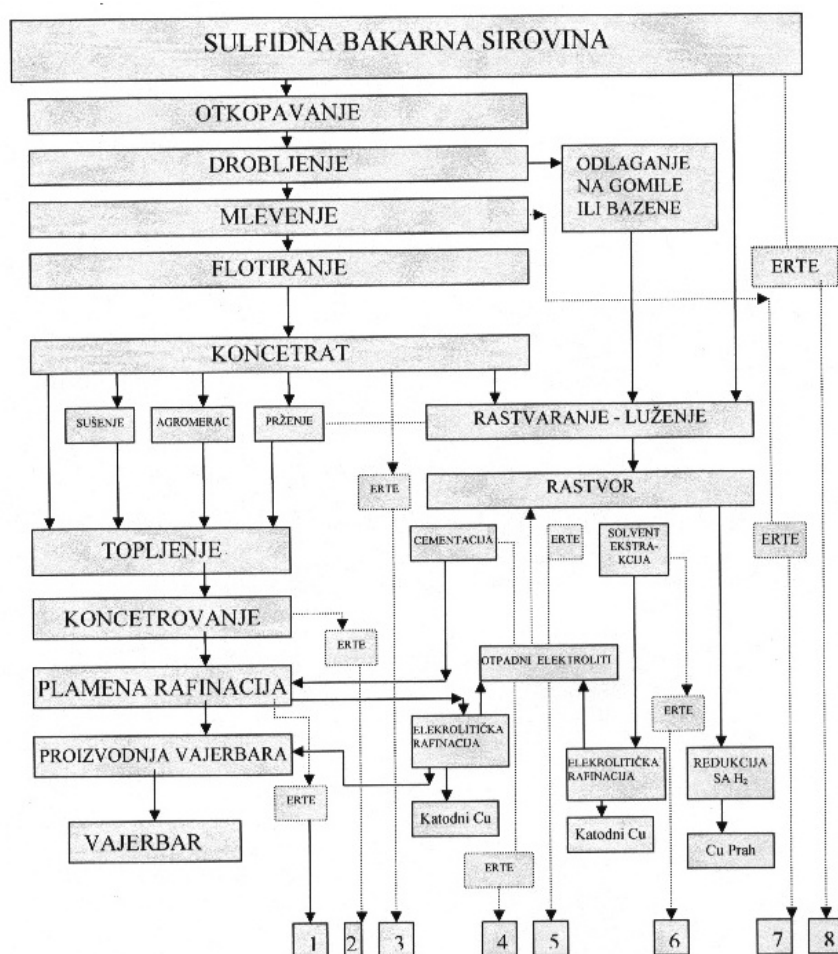 SULFIDNA BAKARNA SIROVINA
OTKOPAVANJE
DROBLJENJE
ODLAGANJE
NA GOMILE
ILI BAZENE
MLEVENJE
FLOTIRANJE
ERTE
KONCETRAT
SUŠENJE
AGROMERAC
PRŽENJE
RASTVARANJE - LUŽENJE
ERTE
RASTVOR
TOPLJENJE
CEMENTACIJA
ERTE
SOLVENT
EKSTRA-
KCIJA
ERTE
KONCETROVANJE
ERTE
OTPADNI ELEKTROLITI
PLAMENA RAFINACIJA
ERTE
PROIZVODNJA VAJERBARA
ELEKROLITIČKA
RAFINACIJA
ELEKROLITIČKA
RAFINACIJA
REDUKCIJA
SA H₂
ERTE
Katodni Cu
Katodni Cu
VAJERBAR
Cu Prah
ERTE
1
2
3
4
5
6
7
8